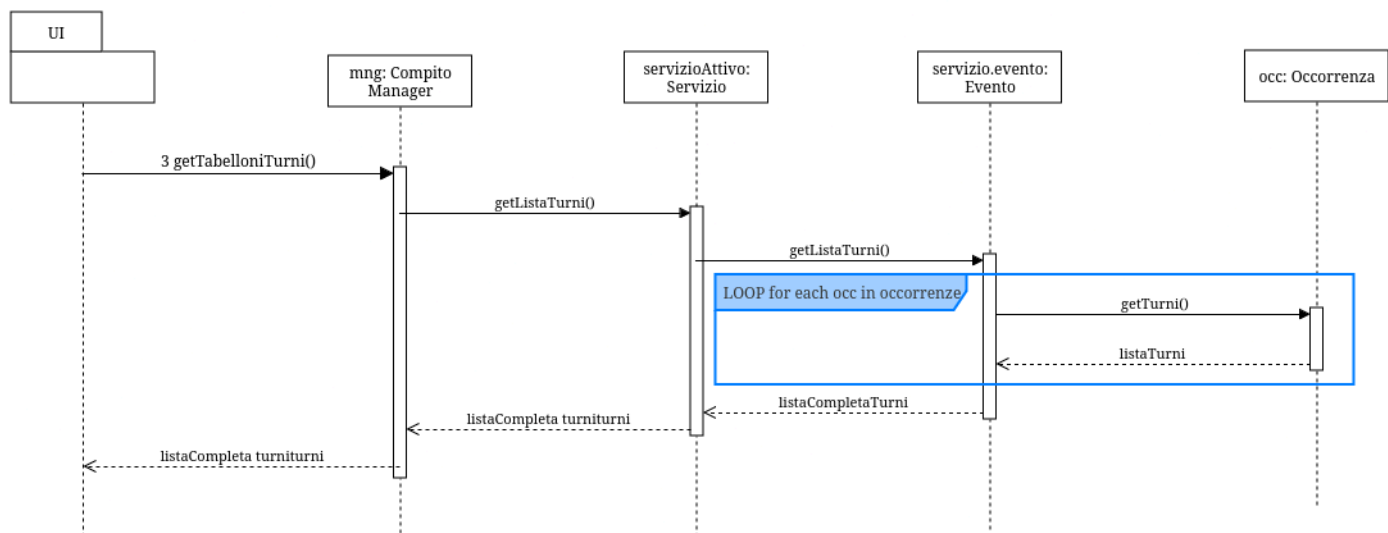 UI
mng: Compito
Manager
servizioAttivo:
Servizio
servizio.evento:
Evento
occ: Occorrenza
3 getTabelloniTurni()
getListaTurni()
getListaTurni()
LOOP for each occ in occorrenze
getTurni()
listaTurni
listaCompletaTurni
listaCompleta turniturni
listaCompleta turniturni